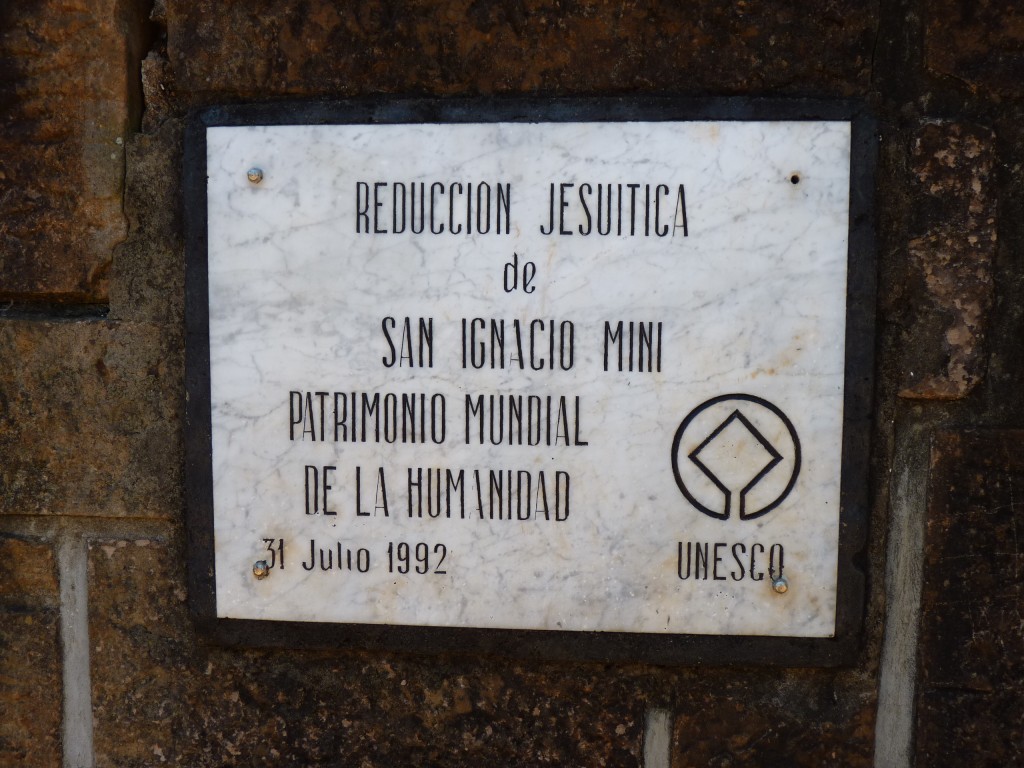 REDUCCION JESUITICA
de
SAN IGNACIO MINI
PATRIMONIO MUNDIAL
DE LA HUMANIDAD
31 Julio 1992
UNESCO